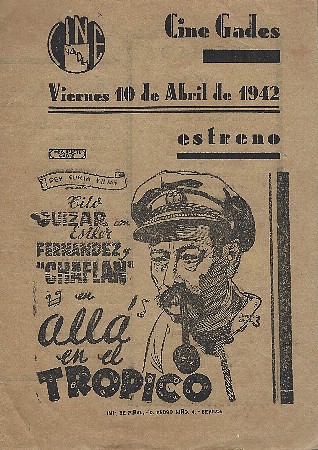 CINE
GADES
Cine Gades
Viernes 10 de Abril de 1942
estreno
Tito
GUIZAR con
Esther
FERNANDEZ y
"CHAFLAN"
en
allá
en el
TROPICO